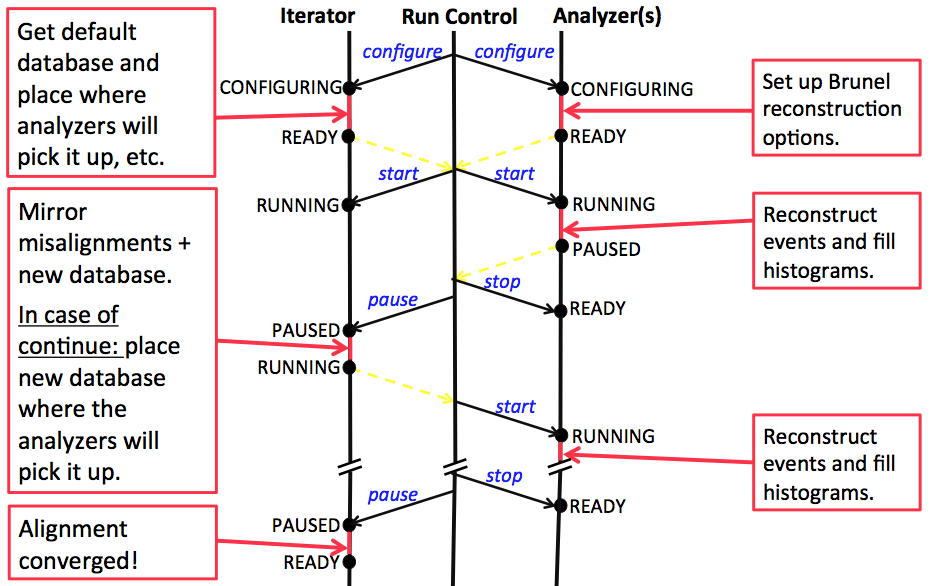 Iterator Run Control Analyzer(s)
Get default
database and
place where
analyzers will
pick it up, etc.
configure configure
CONFIGURING
CONFIGURING
READY
READY
Set up Brunel
reconstruction
options.
start start
RUNNING
RUNNING
Mirror
misalignments +
new database.
In case of
continue: place
new database
where the
analyzers will
pick it up.
Reconstruct
events and fill
histograms.
PAUSED
stop
pause
READY
PAUSED
RUNNING
start
RUNNING
Reconstruct
events and fill
histograms.
stop
pause
READY
PAUSED
READY
Alignment
converged!